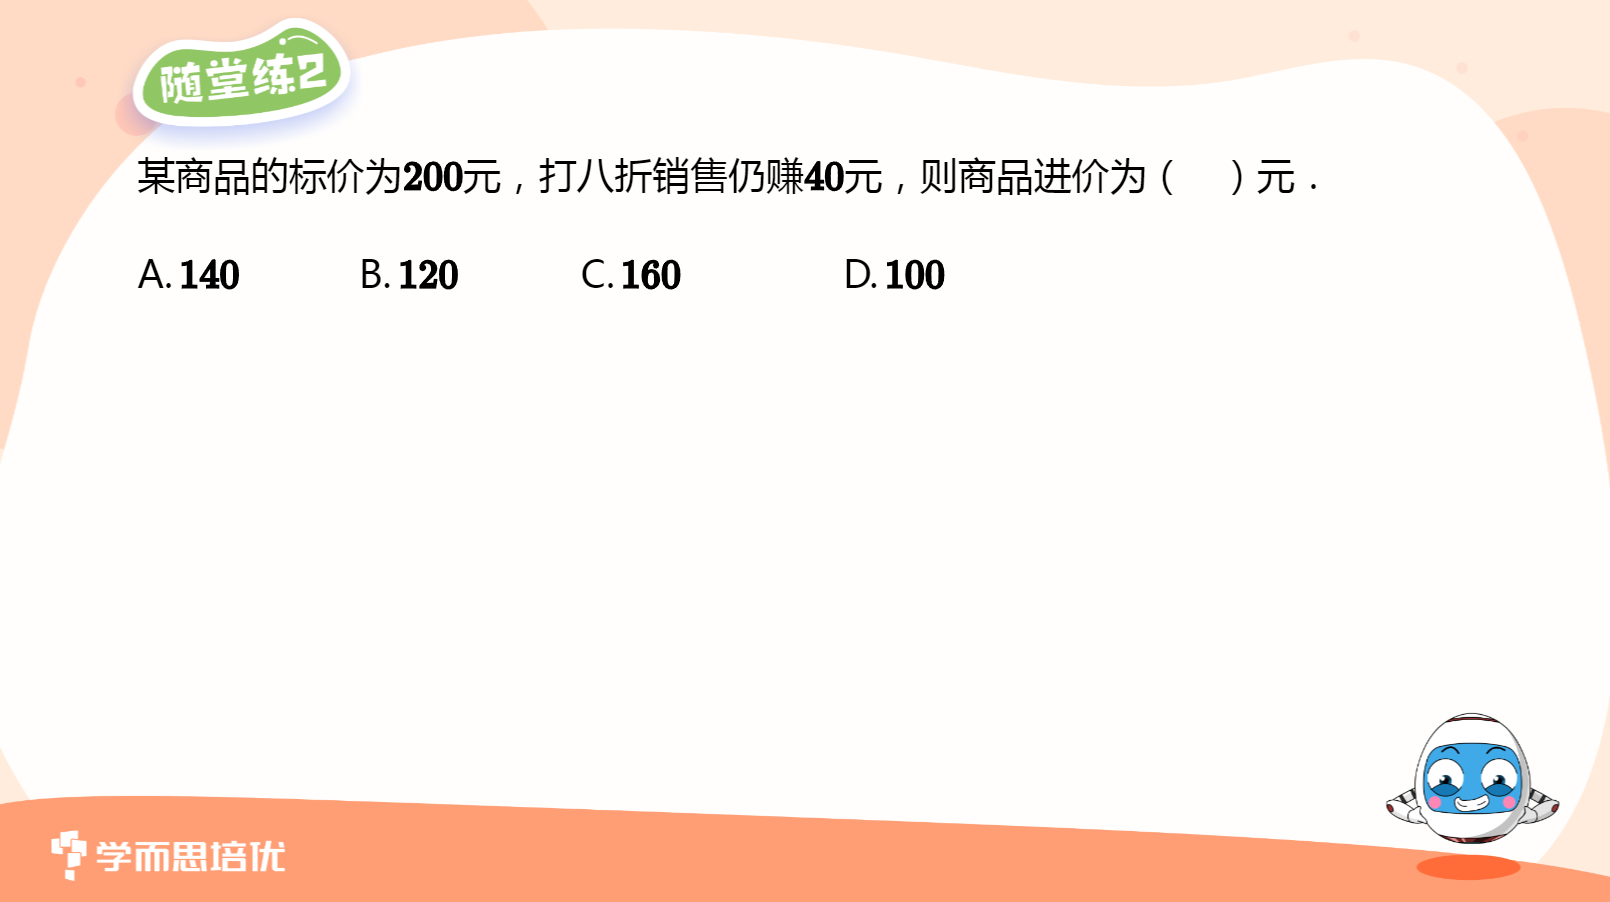 随堂练2
某商品的标价为200元，打八折销售仍赚40元，则商品进价为（　）元．
A. 140 B. 120 C. 160 D. 100
学而思培优